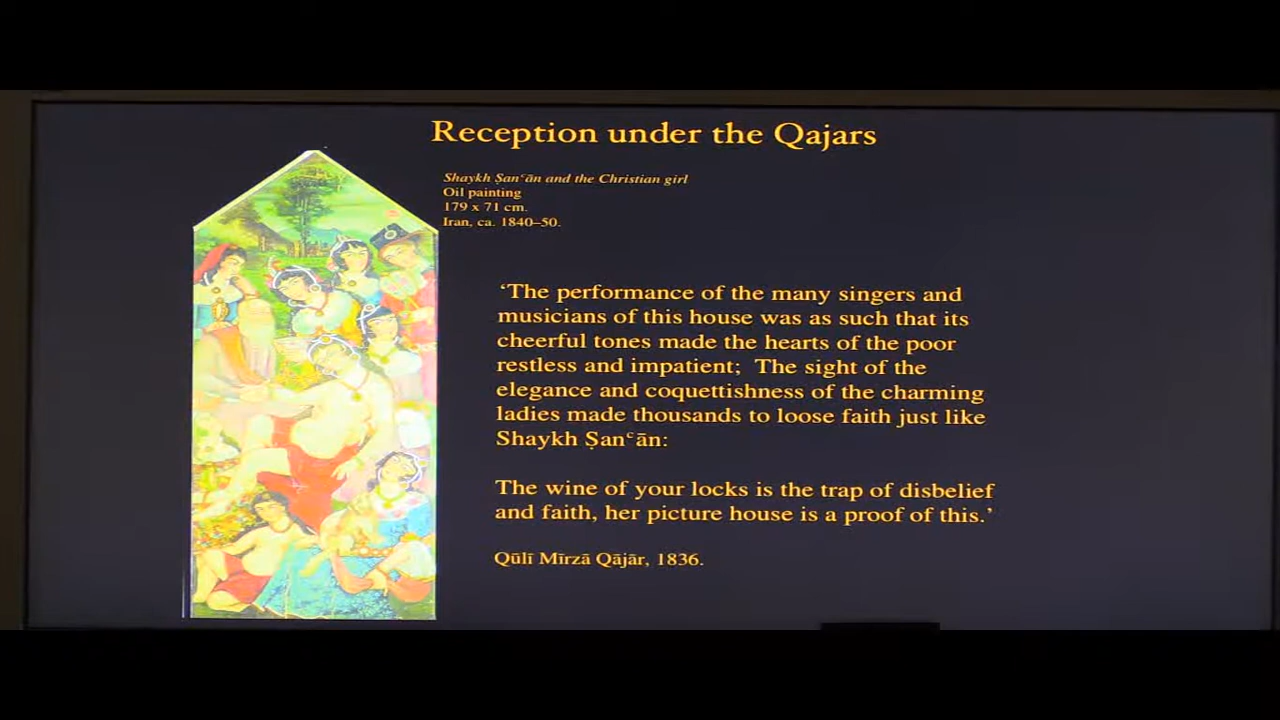 Reception under the Qajars
Shaykh Ṣanʿān and the Christian girl
Oil painting
179 x 71 cm.
Iran, ca. 1840–50.
‘The performance of the many singers and
musicians of this house was as such that its
cheerful tones made the hearts of the poor
restless and impatient;  The sight of the
elegance and coquettishness of the charming
ladies made thousands to loose faith just like
Shaykh Ṣanʿān:
The wine of your locks is the trap of disbelief
and faith, her picture house is a proof of this.’
Qūlī Mīrzā Qājār, 1836.